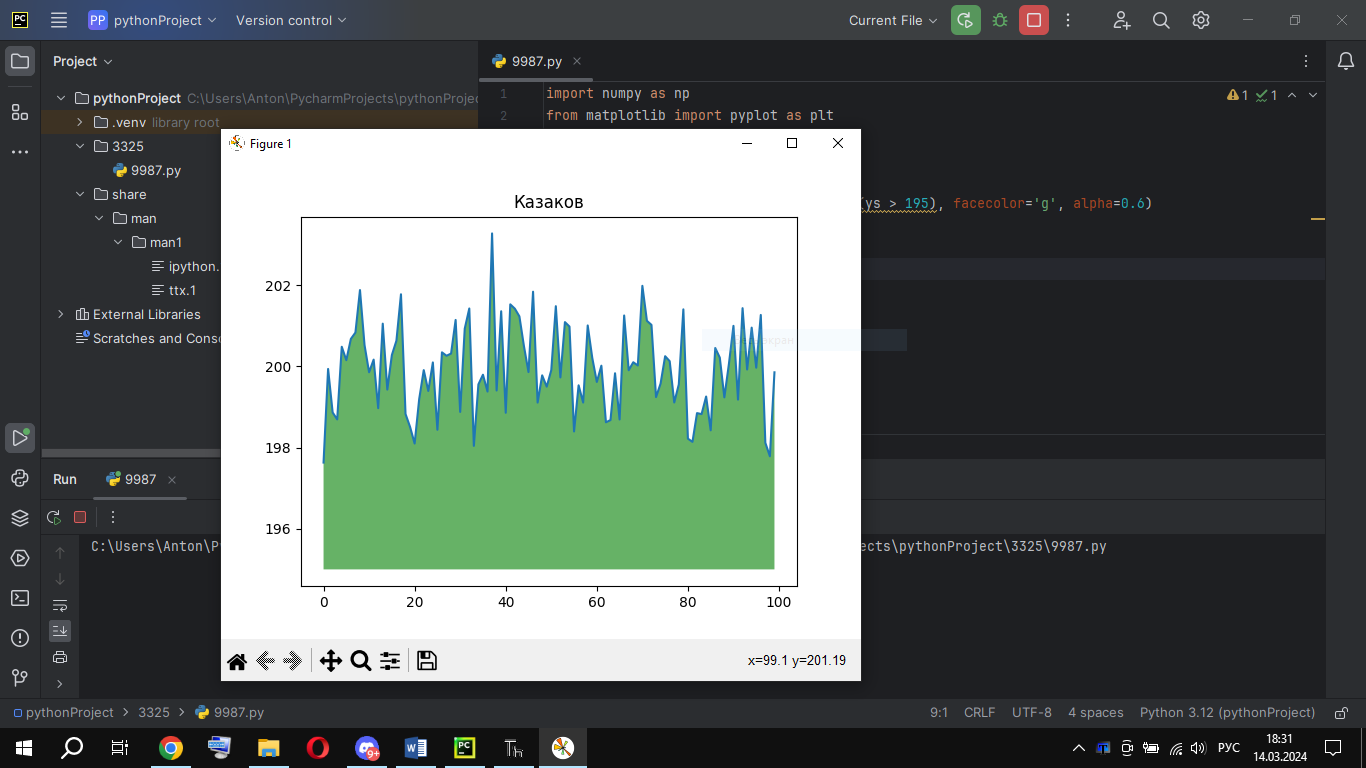 PC
PP pythonProject
Version control
Current File
Project
9987.py
pythonProject C:\Users\Anton\PycharmProjects\pythonProjec
.venv library root
3325
9987.py
share
man
man1
ipython.
ttx.1
External Libraries
Scratches and Conso
1 import numpy as np
2 from matplotlib import pyplot as plt
1 1
(ys > 195), facecolor='g', alpha=0.6)
Figure 1
Казаков
202
200
198
196
0 20 40 60 80 100
x=99.1 y=201.19
Run
9987
C:\Users\Anton\P
ects\pythonProject\3325\9987.py
pythonProject > 3325 > 9987.py
9:1 CRLF UTF-8 4 spaces Python 3.12 (pythonProject)
9+
W
PC
Th
РУС
18:31
14.03.2024